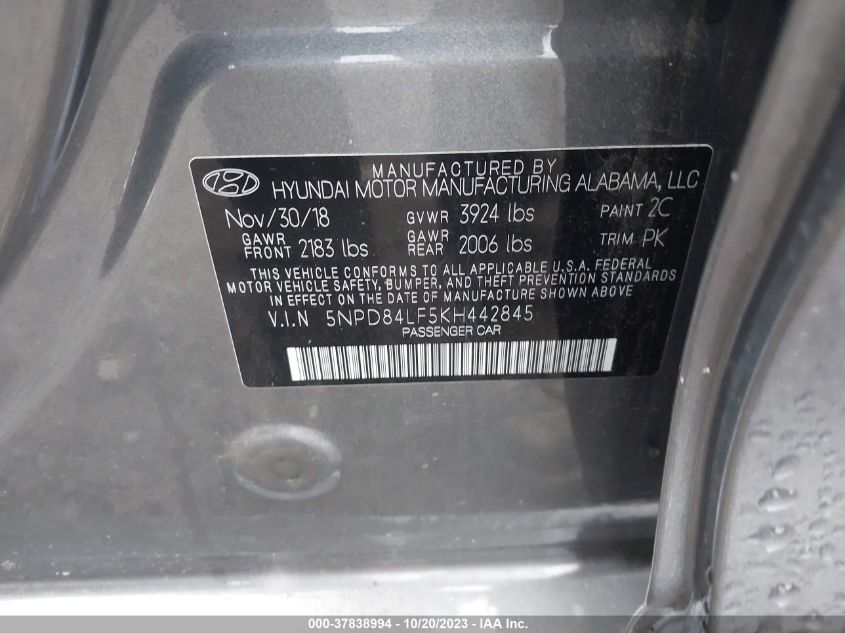 MANUFACTURED BY
HYUNDAI MOTOR MANUFACTURING ALABAMA, LLC
Nov/30/18 GVWR 3924 lbs PAINT 2C
GAWR FRONT 2183 lbs GAWR REAR 2006 lbs TRIM PK
THIS VEHICLE CONFORMS TO ALL APPLICABLE U.S.A. FEDERAL
MOTOR VEHICLE SAFETY, BUMPER, AND THEFT PREVENTION STANDARDS
IN EFFECT ON THE DATE OF MANUFACTURE SHOWN ABOVE.
V.I.N 5NPD84LF5KH442845
PASSENGER CAR
000-37838994 - 10/20/2023 - IAA Inc.